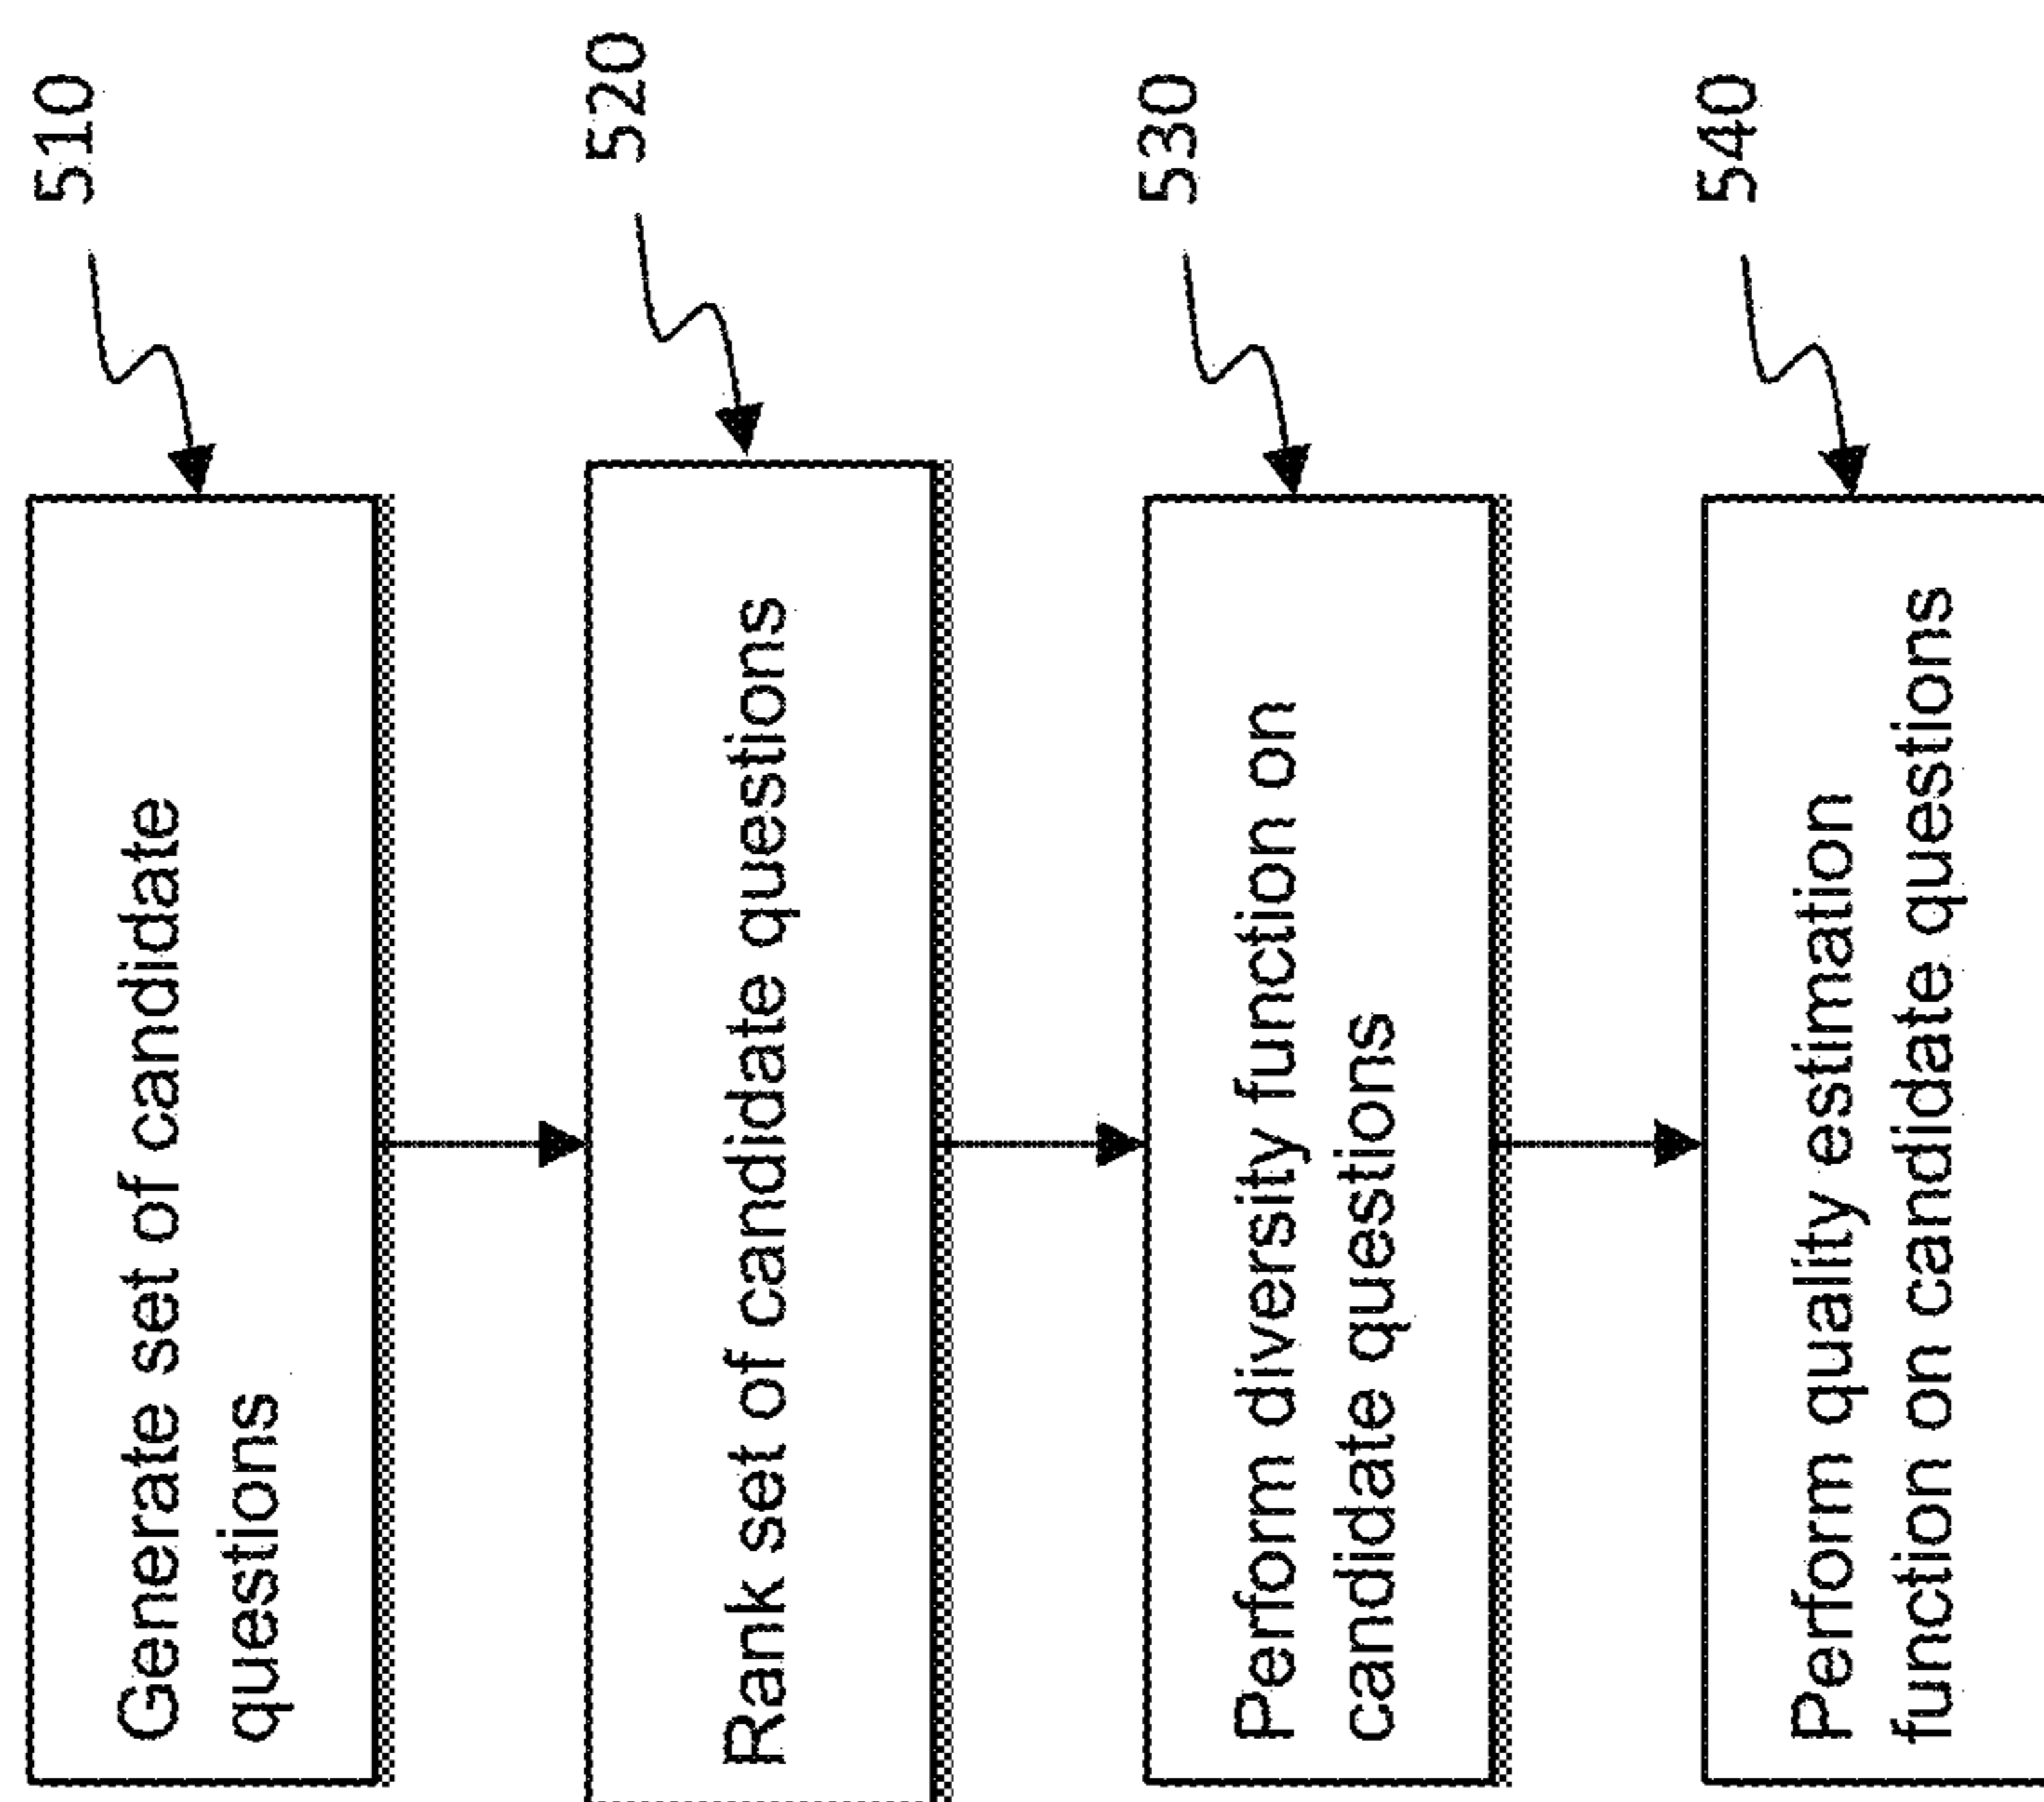 Generate set of candidate
questions
510
Rank set of candidate questions
520
Perform diversity function on
candidate questions
530
Perform quality estimation
function on candidate questions
540